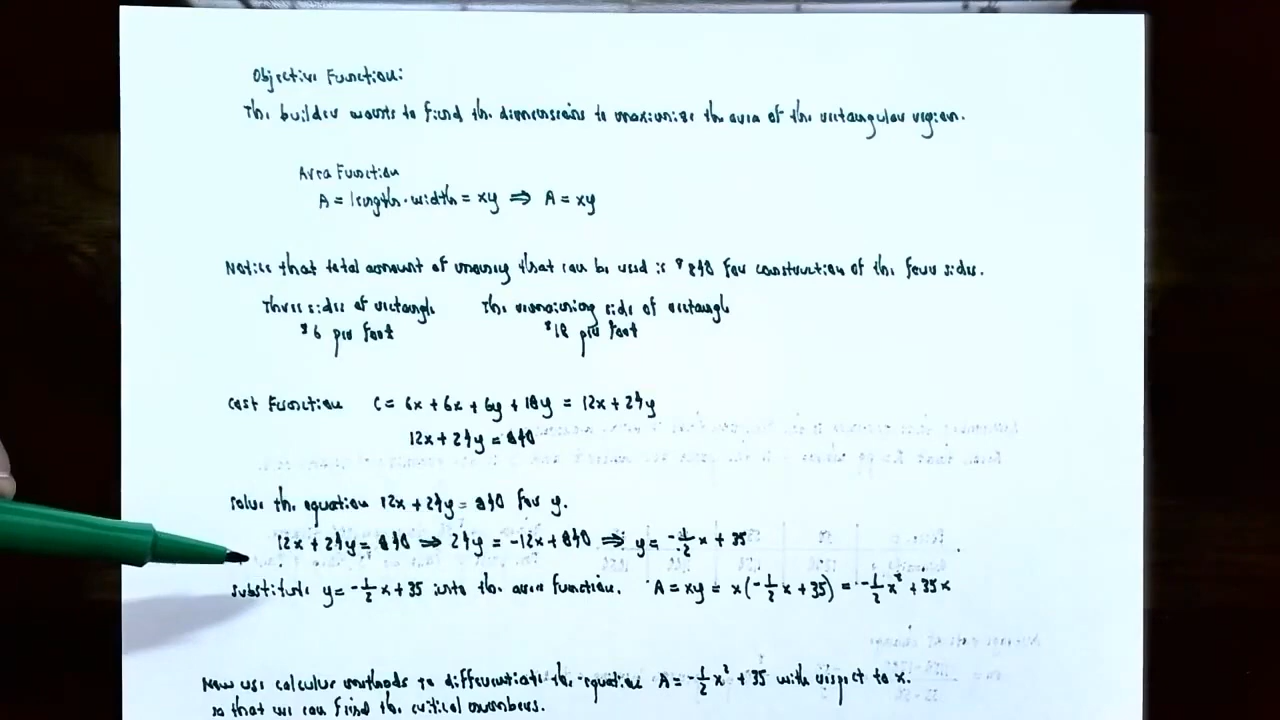 Objective Function:
The builder wants to find the dimensions to maximize the area of the rectangular region.
Area Function
A = length · width = xy ⇒ A = xy
Notice that total amount of money that can be used is $840 for construction of the four sides.
Three sides of rectangle The remaining side of rectangle
$6 per foot $18 per foot
Cost Function C = 6x + 6x + 6y + 18y = 12x + 24y
12x + 24y = 840
Solve the equation 12x + 24y = 840 for y.
12x + 24y = 840 ⇒ 24y = -12x + 840 ⇒ y = -1/2 x + 35
Substitute y = -1/2 x + 35 into the area function. A = xy = x(-1/2 x + 35) = -1/2 x² + 35x
Now use calculus methods to differentiate the equation A = -1/2 x² + 35 with respect to x.
so that we can find the critical numbers.